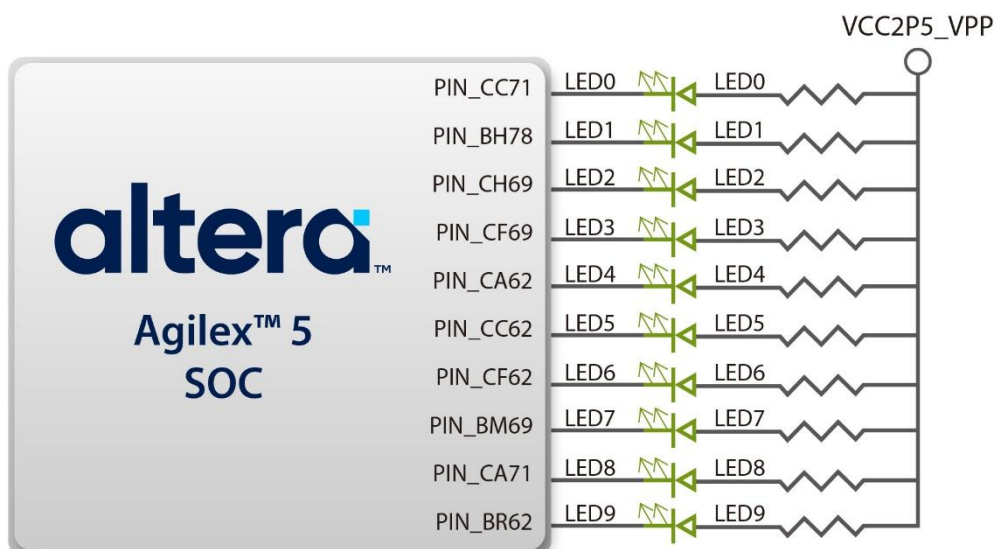 VCC2P5_VPP
PIN_CC71 LED0 LED0
PIN_BH78 LED1 LED1
PIN_CH69 LED2 LED2
PIN_CF69 LED3 LED3
PIN_CA62 LED4 LED4
PIN_CC62 LED5 LED5
PIN_CF62 LED6 LED6
PIN_BM69 LED7 LED7
PIN_CA71 LED8 LED8
PIN_BR62 LED9 LED9
altera™
Agilex™ 5
SOC